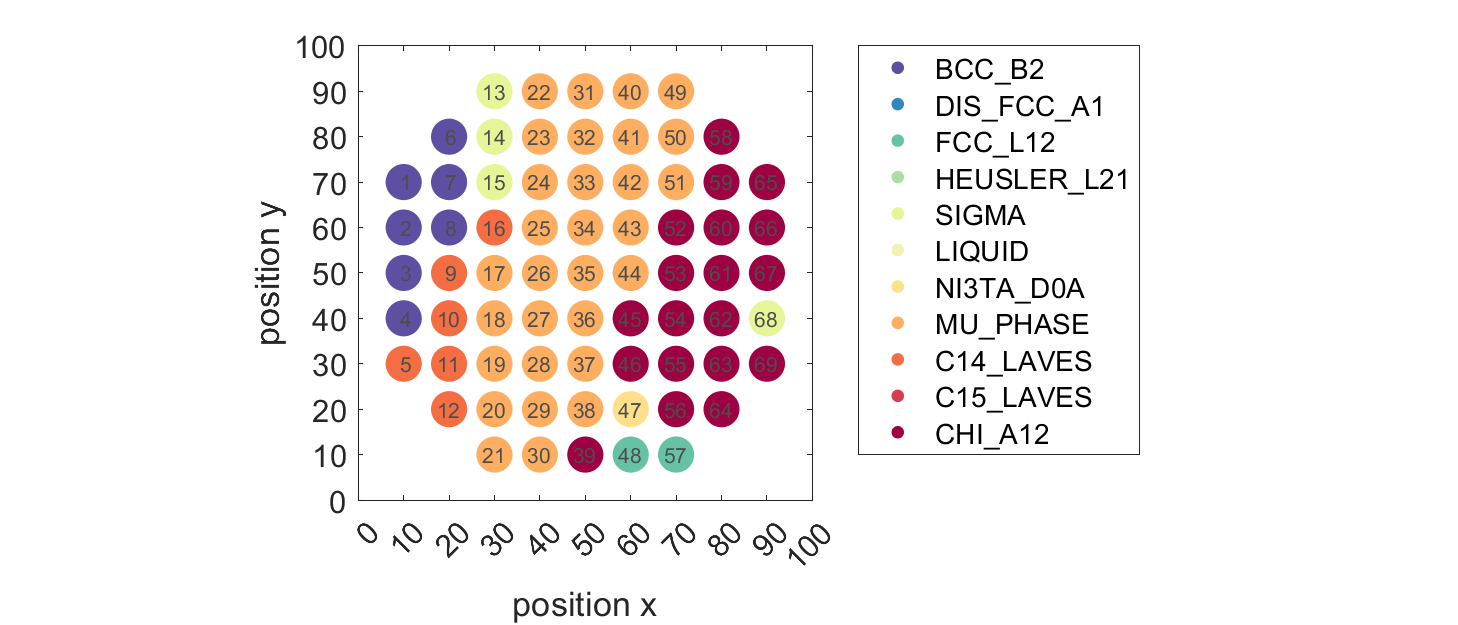 100
90
80
70
60
50
40
30
20
10
0
13 22 31 40 49
6 14 23 32 41 50 58
1 7 15 24 33 42 51 59 65
2 8 16 25 34 43 52 60 66
3 9 17 26 35 44 53 61 67
4 10 18 27 36 45 54 62 68
5 11 19 28 37 46 55 63 69
12 20 29 38 47 56 64
21 30 39 48 57
0 10 20 30 40 50 60 70 80 90 100
position x
position y
BCC_B2
DIS_FCC_A1
FCC_L12
HEUSLER_L21
SIGMA
LIQUID
NI3TA_D0A
MU_PHASE
C14_LAVES
C15_LAVES
CHI_A12